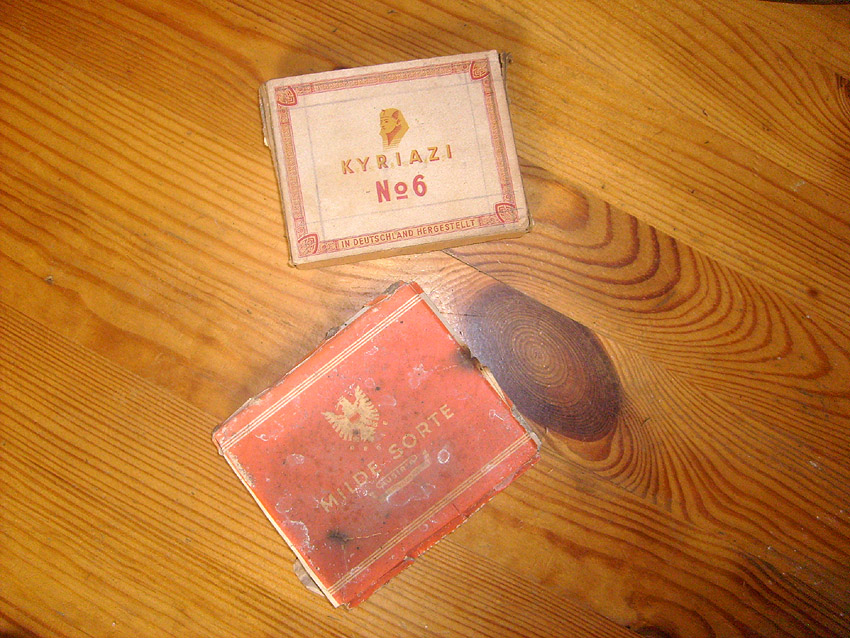 KYRIAZI
No6
IN DEUTSCHLAND HERGESTELLT
MILDE SORTE